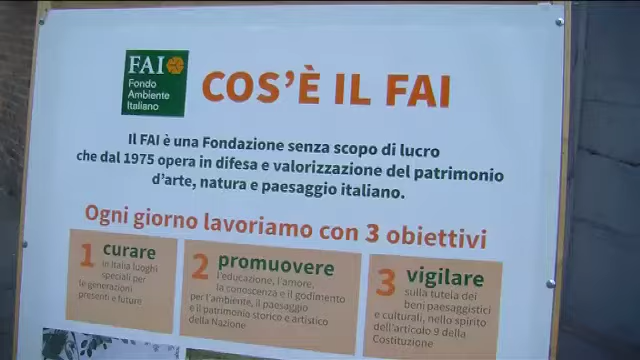 FAI
Fondo
Ambiente
Italiano
COS'È IL FAI
Il FAI è una Fondazione senza scopo di lucro
che dal 1975 opera in difesa e valorizzazione del patrimonio
d'arte, natura e paesaggio italiano.
Ogni giorno lavoriamo con 3 obiettivi
1 curare
in Italia luoghi
speciali per
le generazioni
presenti e future
2 promuovere
l'educazione, l'amore,
la conoscenza e il godimento
per l'ambiente, il paesaggio
e il patrimonio storico e artistico
della Nazione
3 vigilare
sulla tutela dei
beni paesaggistici
e culturali, nello spirito
dell'articolo 9 della
Costituzione